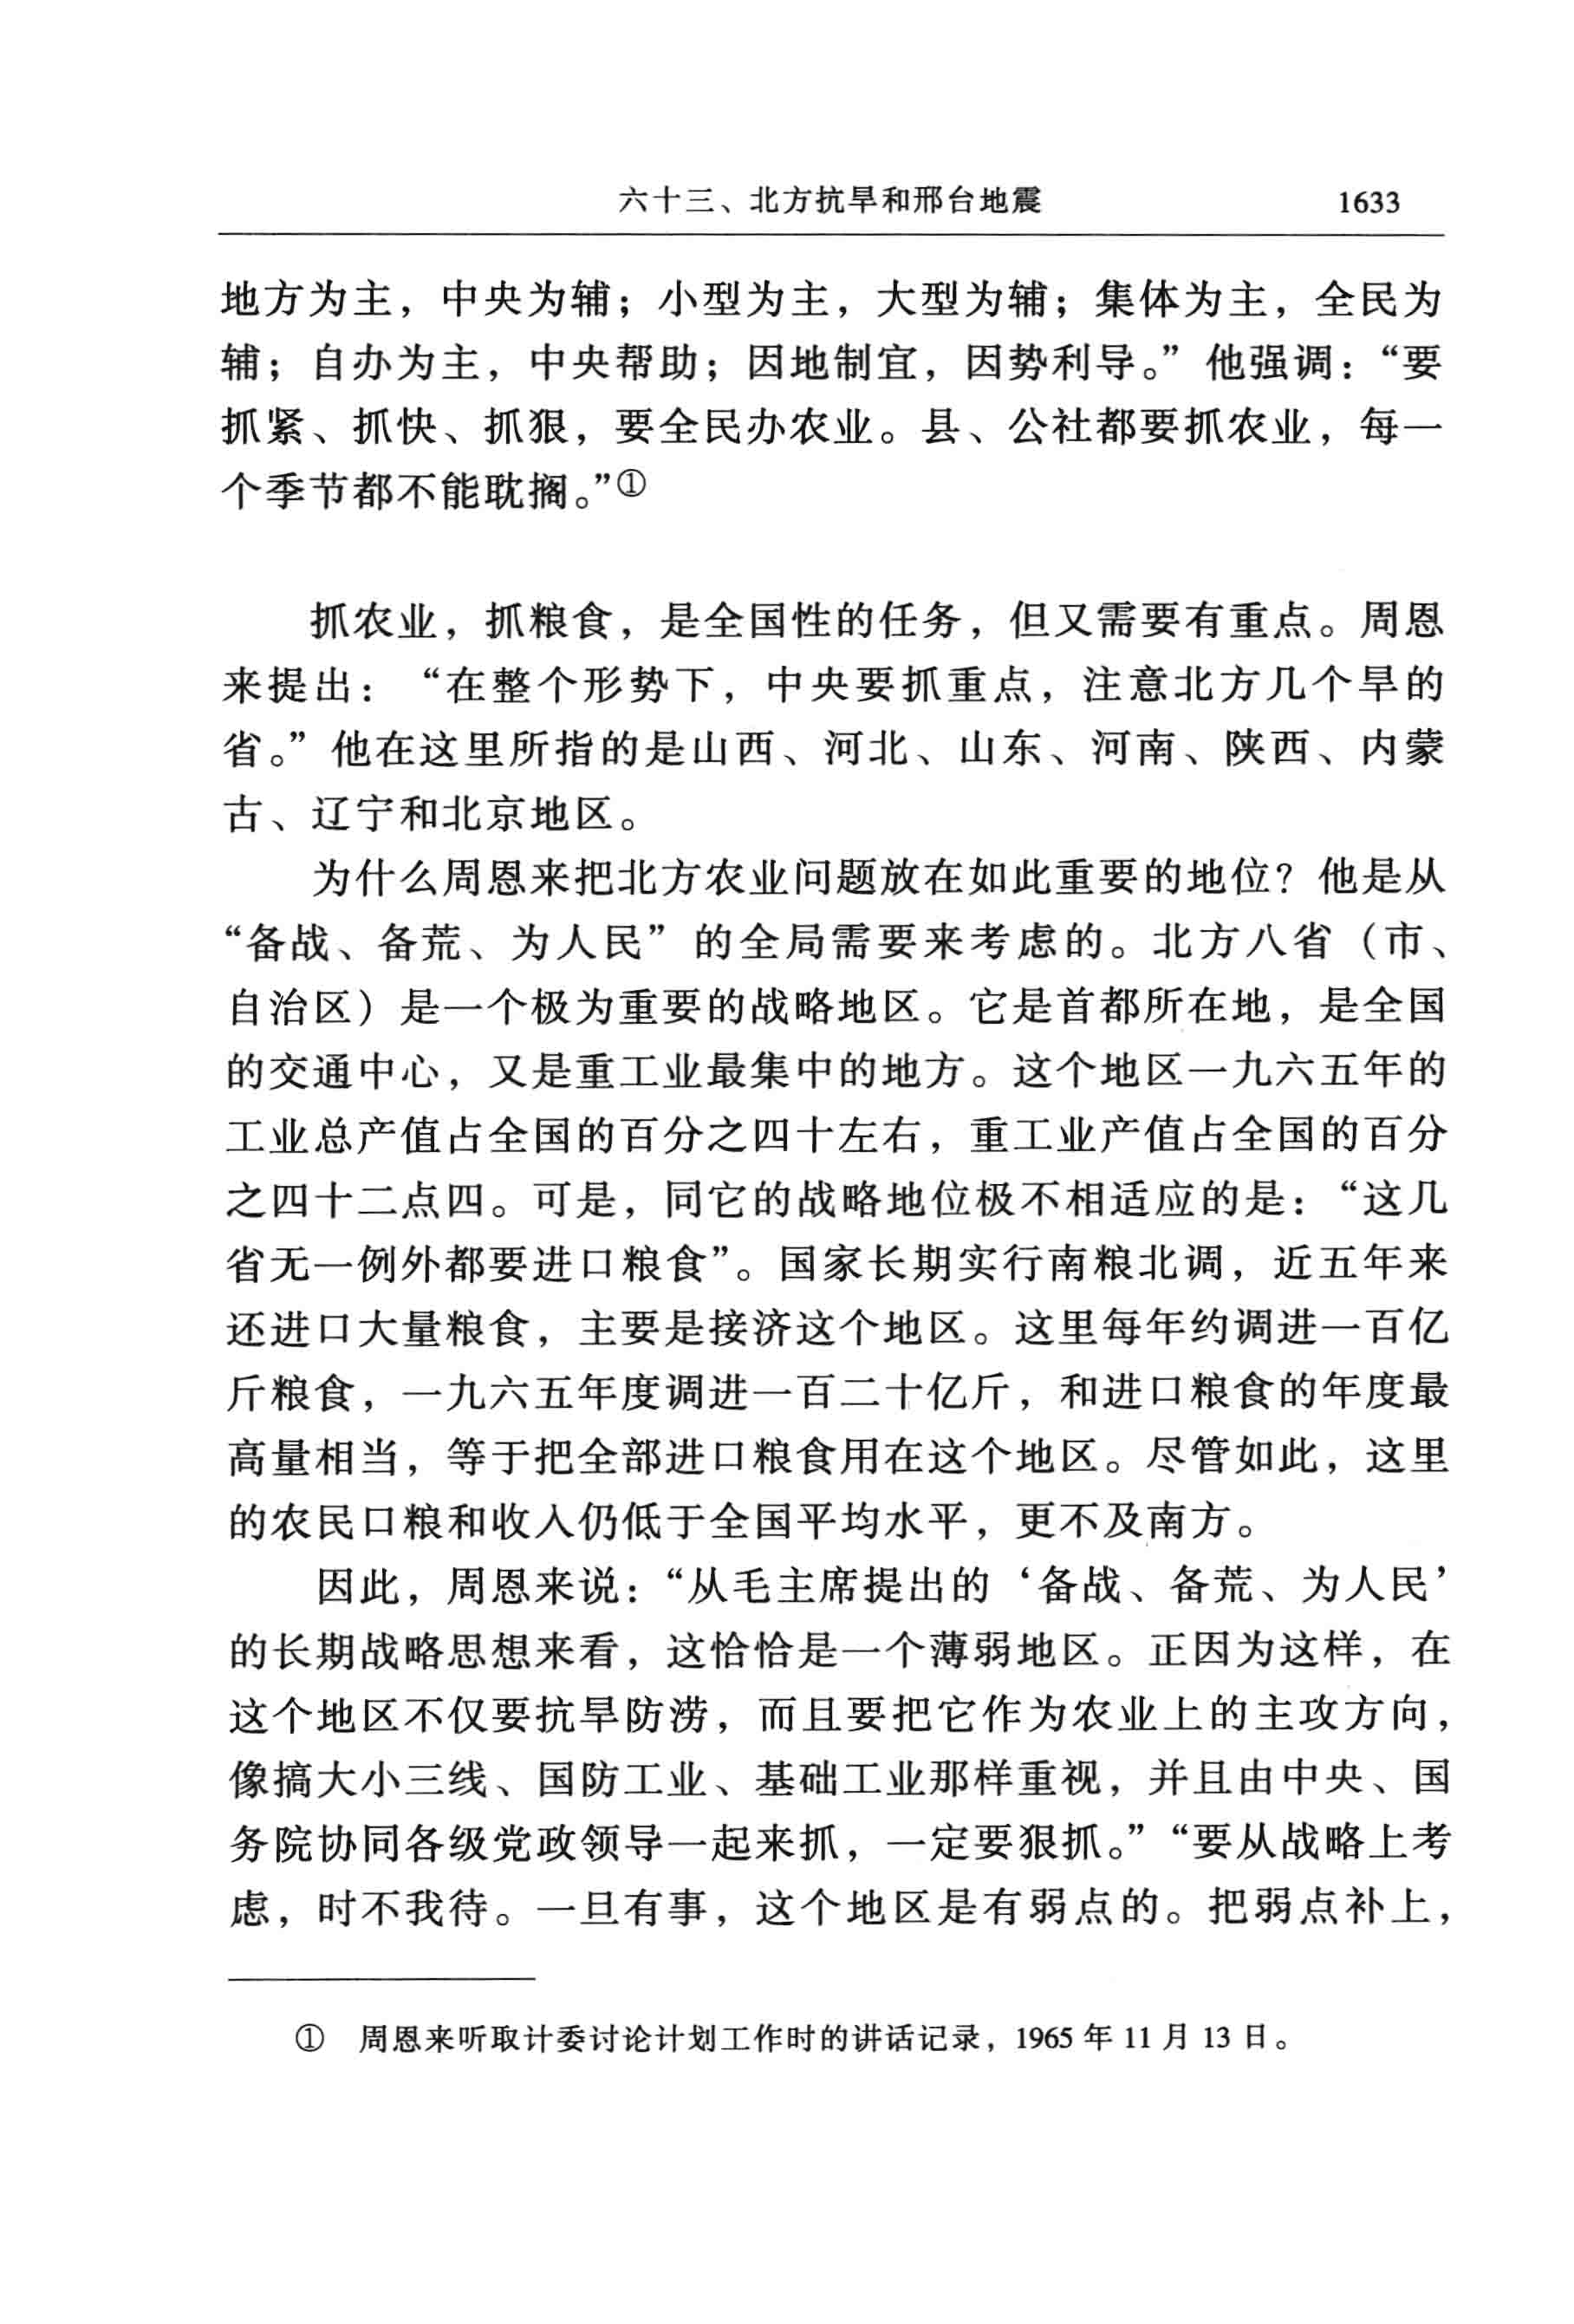 六十三、北方抗旱和邢台地震 1633
地方为主，中央为辅；小型为主，大型为辅；集体为主，全民为
辅；自办为主，中央帮助；因地制宜，因势利导。”他强调：“要
抓紧、抓快、抓狠，要全民办农业。县、公社都要抓农业，每一
个季节都不能耽搁。”①
抓农业，抓粮食，是全国性的任务，但又需要有重点。周恩
来提出：“在整个形势下，中央要抓重点，注意北方几个旱的
省。”他在这里所指的是山西、河北、山东、河南、陕西、内蒙
古、辽宁和北京地区。
为什么周恩来把北方农业问题放在如此重要的地位？他是从
“备战、备荒、为人民”的全局需要来考虑的。北方八省（市、
自治区）是一个极为重要的战略地区。它是首都所在地，是全国
的交通中心，又是重工业最集中的地方。这个地区一九六五年的
工业总产值占全国的百分之四十左右，重工业产值占全国的百分
之四十二点四。可是，同它的战略地位极不相适应的是：“这几
省无一例外都要进口粮食”。国家长期实行南粮北调，近五年来
还进口大量粮食，主要是接济这个地区。这里每年约调进一百亿
斤粮食，一九六五年度调进一百二十亿斤，和进口粮食的年度最
高量相当，等于把全部进口粮食用在这个地区。尽管如此，这里
的农民口粮和收入仍低于全国平均水平，更不及南方。
因此，周恩来说：“从毛主席提出的‘备战、备荒、为人民’
的长期战略思想来看，这恰恰是一个薄弱地区。正因为这样，在
这个地区不仅要抗旱防涝，而且要把它作为农业上的主攻方向，
像搞大小三线、国防工业、基础工业那样重视，并且由中央、国
务院协同各级党政领导一起来抓，一定要狠抓。”“要从战略上考
虑，时不我待。一旦有事，这个地区是有弱点的。把弱点补上，
① 周恩来听取计委讨论计划工作时的讲话记录，1965 年 11 月 13 日。